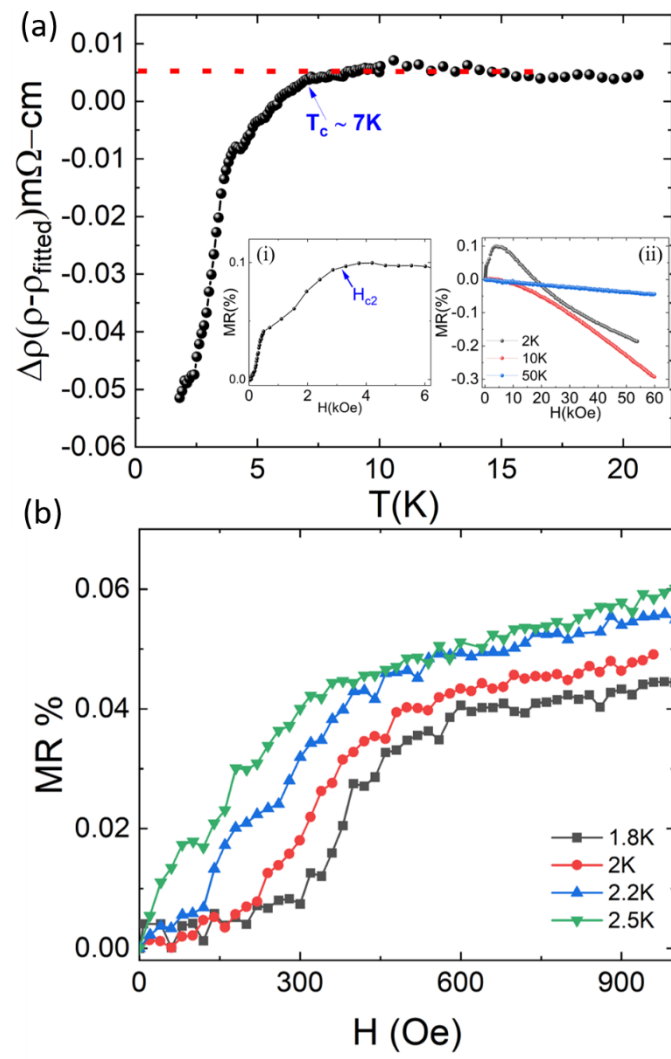 (a)
0.01
0.00
-0.01
-0.02
-0.03
-0.04
-0.05
-0.06
Δρ(ρ-ρfitted)mΩ–cm
Tc ~ 7K
(i)
0.1
0.0
MR(%)
Hc2
0 2 4 6
H(kOe)
(ii)
0.1
0.0
-0.1
-0.2
-0.3
MR(%)
2K
10K
50K
0 10 20 30 40 50 60
H(kOe)
0 5 10 15 20
T(K)
(b)
0.06
0.04
0.02
0.00
MR %
1.8K
2K
2.2K
2.5K
0 300 600 900
H (Oe)